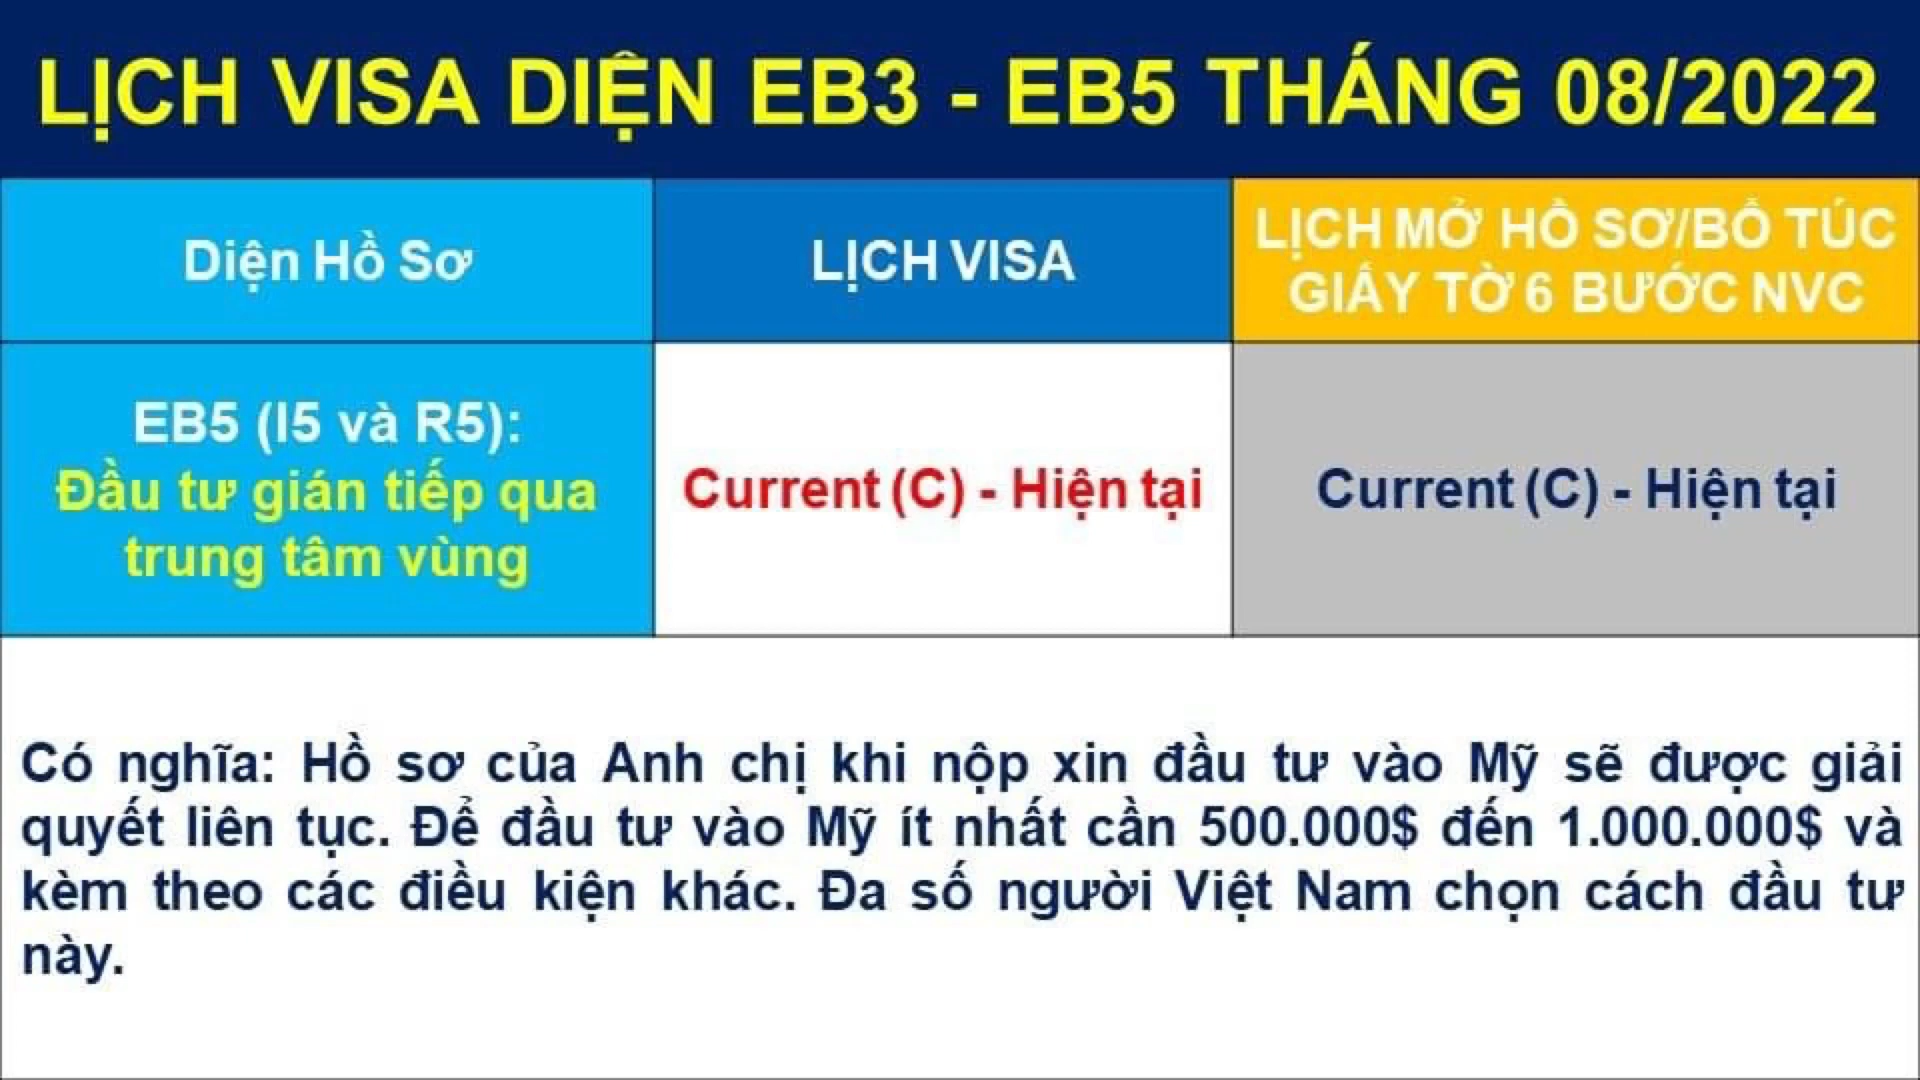 LỊCH VISA DIỆN EB3 - EB5 THÁNG 08/2022
Diện Hồ Sơ
LỊCH VISA
LỊCH MỞ HỒ SƠ/BỔ TÚC
GIẤY TỜ 6 BƯỚC NVC
EB5 (I5 và R5):
Đầu tư gián tiếp qua
trung tâm vùng
Current (C) - Hiện tại
Current (C) - Hiện tại
Có nghĩa: Hồ sơ của Anh chị khi nộp xin đầu tư vào Mỹ sẽ được giải
quyết liên tục. Để đầu tư vào Mỹ ít nhất cần 500.000$ đến 1.000.000$ và
kèm theo các điều kiện khác. Đa số người Việt Nam chọn cách đầu tư
này.